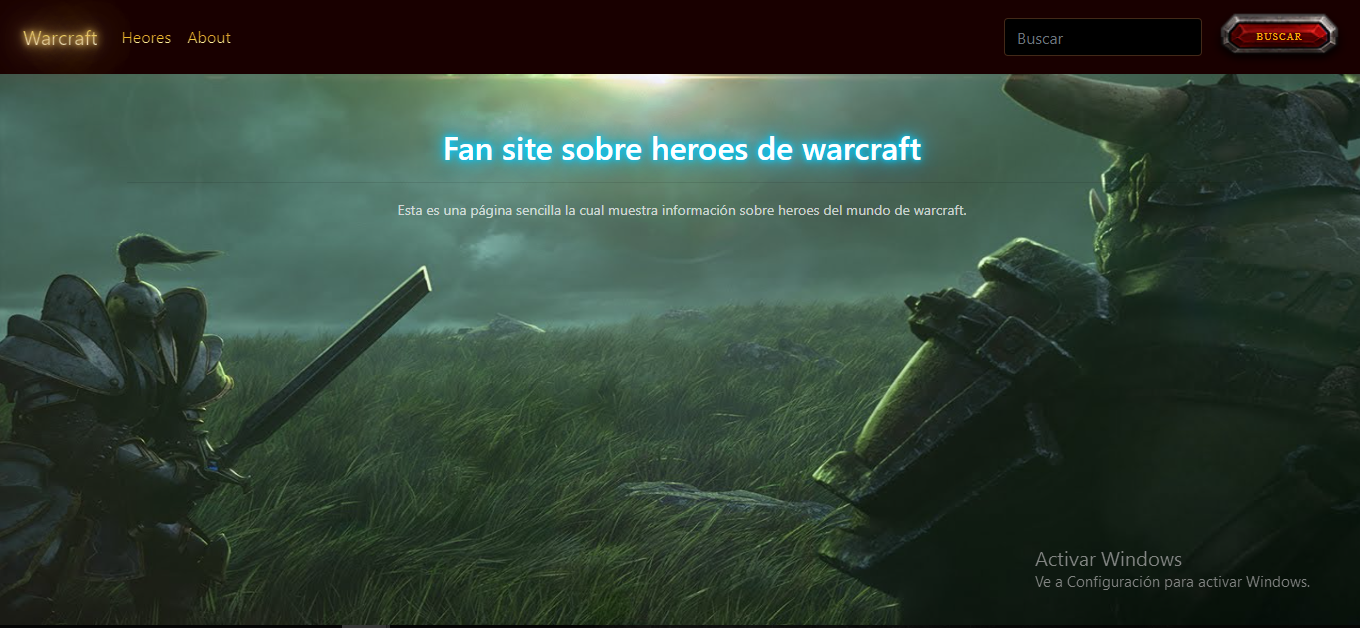 Warcraft Heores About Buscar BUSCAR
Fan site sobre heroes de warcraft
Esta es una página sencilla la cual muestra información sobre heroes del mundo de warcraft.
Activar Windows
Ve a Configuración para activar Windows.